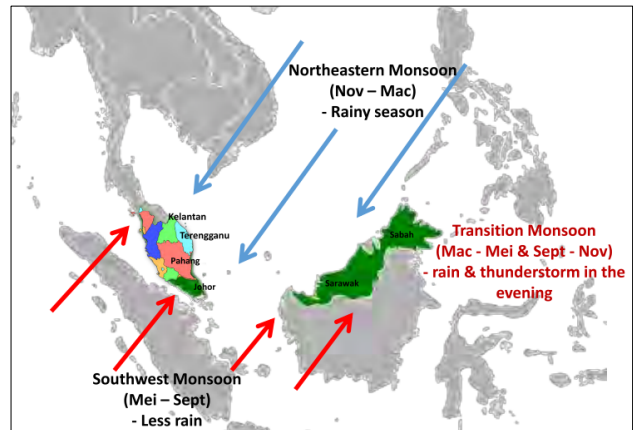 Northeastern Monsoon
(Nov – Mac)
- Rainy season
Kelantan
Terengganu
Pahang
Johor
Sabah
Sarawak
Transition Monsoon
(Mac - Mei & Sept - Nov)
- rain & thunderstorm in the
evening
Southwest Monsoon
(Mei – Sept)
- Less rain